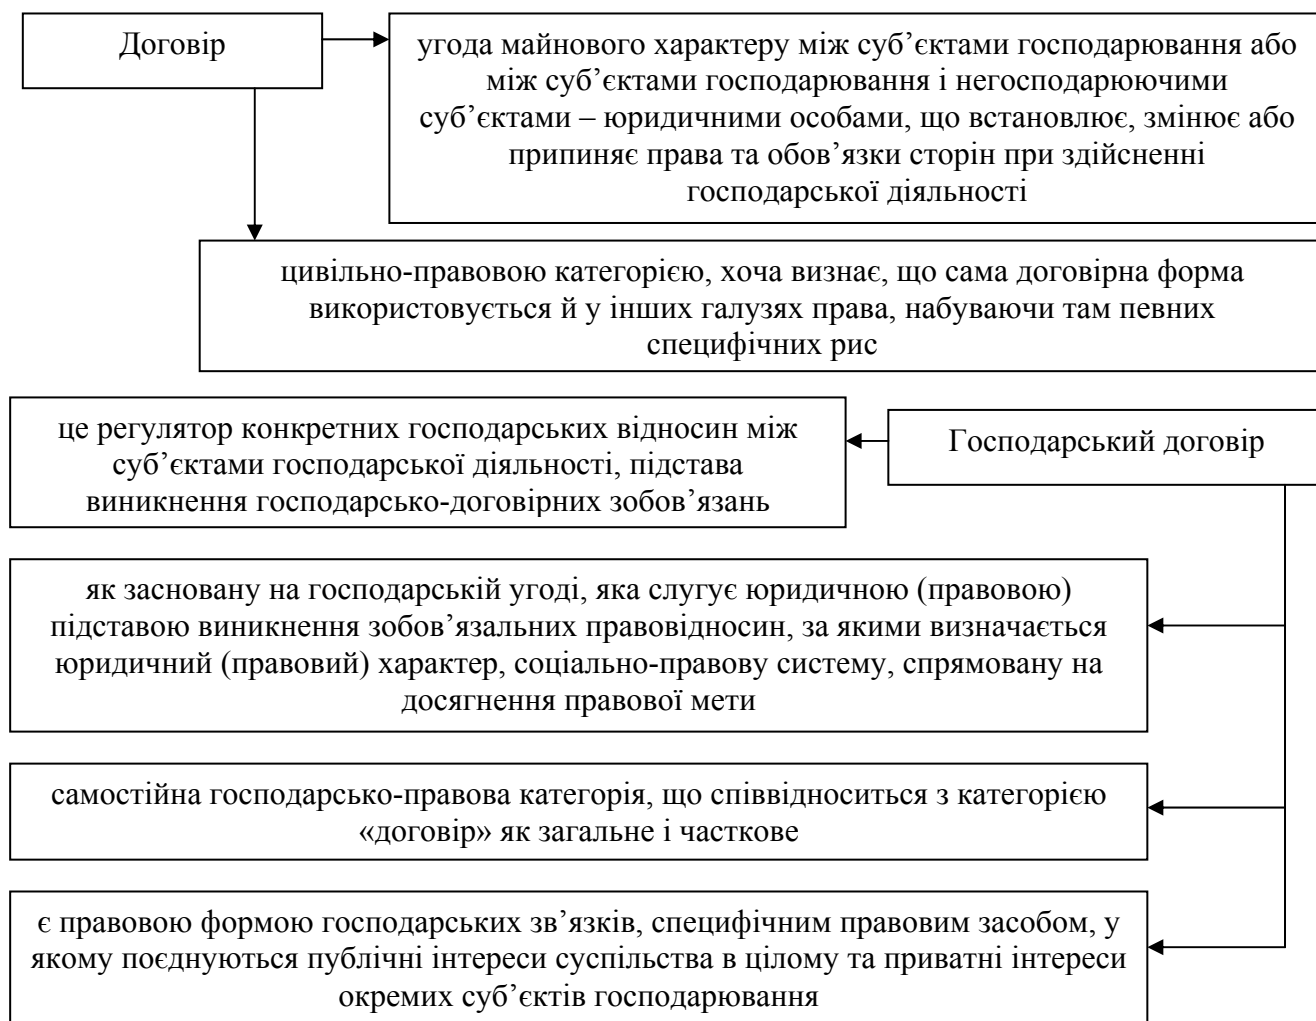 Договір
угода майнового характеру між суб’єктами господарювання або
між суб’єктами господарювання і негосподарюючими
суб’єктами – юридичними особами, що встановлює, змінює або
припиняє права та обов’язки сторін при здійсненні
господарської діяльності
цивільно-правовою категорією, хоча визнає, що сама договірна форма
використовується й у інших галузях права, набуваючи там певних
специфічних рис
це регулятор конкретних господарських відносин між
суб’єктами господарської діяльності, підстава
виникнення господарсько-договірних зобов’язань
Господарський договір
як засновану на господарській угоді, яка слугує юридичною (правовою)
підставою виникнення зобов’язальних правовідносин, за якими визначається
юридичний (правовий) характер, соціально-правову систему, спрямовану на
досягнення правової мети
самостійна господарсько-правова категорія, що співвідноситься з категорією
«договір» як загальне і часткове
є правовою формою господарських зв’язків, специфічним правовим засобом, у
якому поєднуються публічні інтереси суспільства в цілому та приватні інтереси
окремих суб’єктів господарювання